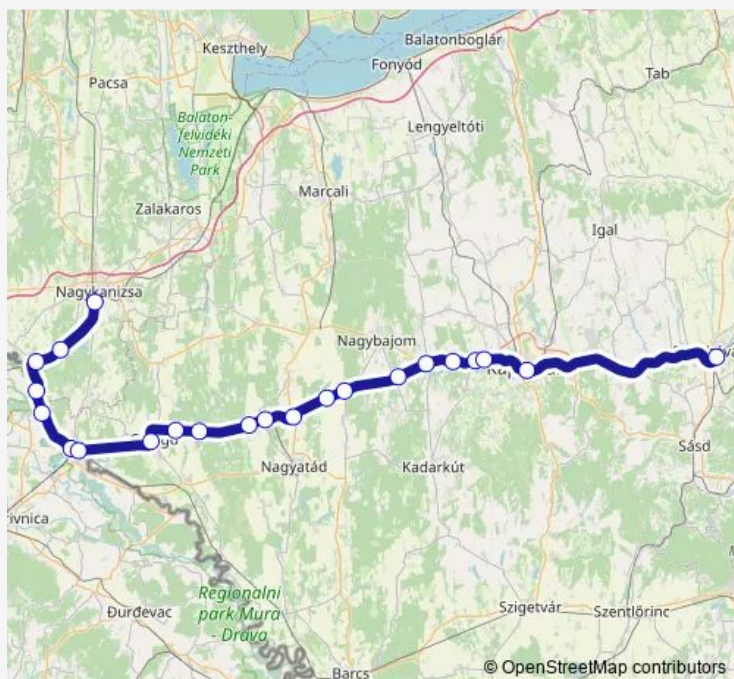 Keszthely
Balatonboglár
Fonyód
Pacsa
Tab
Lengyeltóti
Balaton-
felvidéki
Nemzeti
Park
Marcali
Zalakaros
Igal
Nagykanizsa
Nagybajom
Sásd
Nagyatád
Kadarkút
rivnica
Regionalni
park Mura
- Drava
Đurđevac
Szigetvár
Szentlőrinc
Barcs
© OpenStreetMap contributors